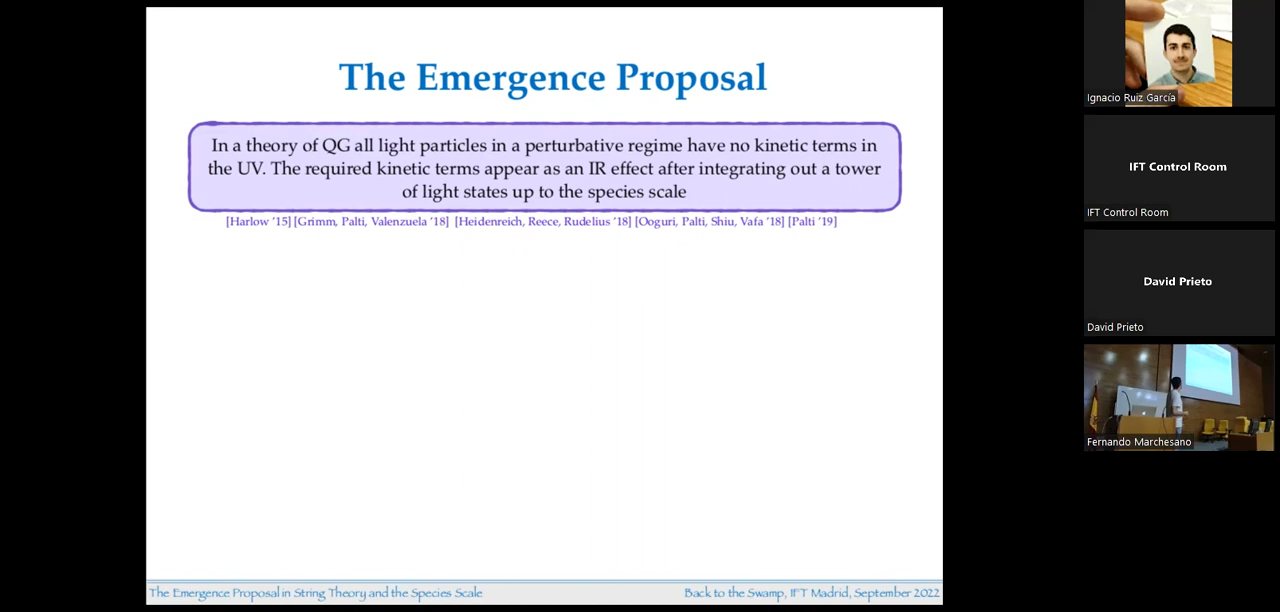 The Emergence Proposal
In a theory of QG all light particles in a perturbative regime have no kinetic terms in
the UV. The required kinetic terms appear as an IR effect after integrating out a tower
of light states up to the species scale
[Harlow '15] [Grimm, Palti, Valenzuela '18] [Heidenreich, Reece, Rudelius '18] [Ooguri, Palti, Shiu, Vafa '18] [Palti '19]
The Emergence Proposal in String Theory and the Species Scale
Back to the Swamp, IFT Madrid, September 2022
Ignacio Ruiz García
IFT Control Room
IFT Control Room
David Prieto
David Prieto
Fernando Marchesano